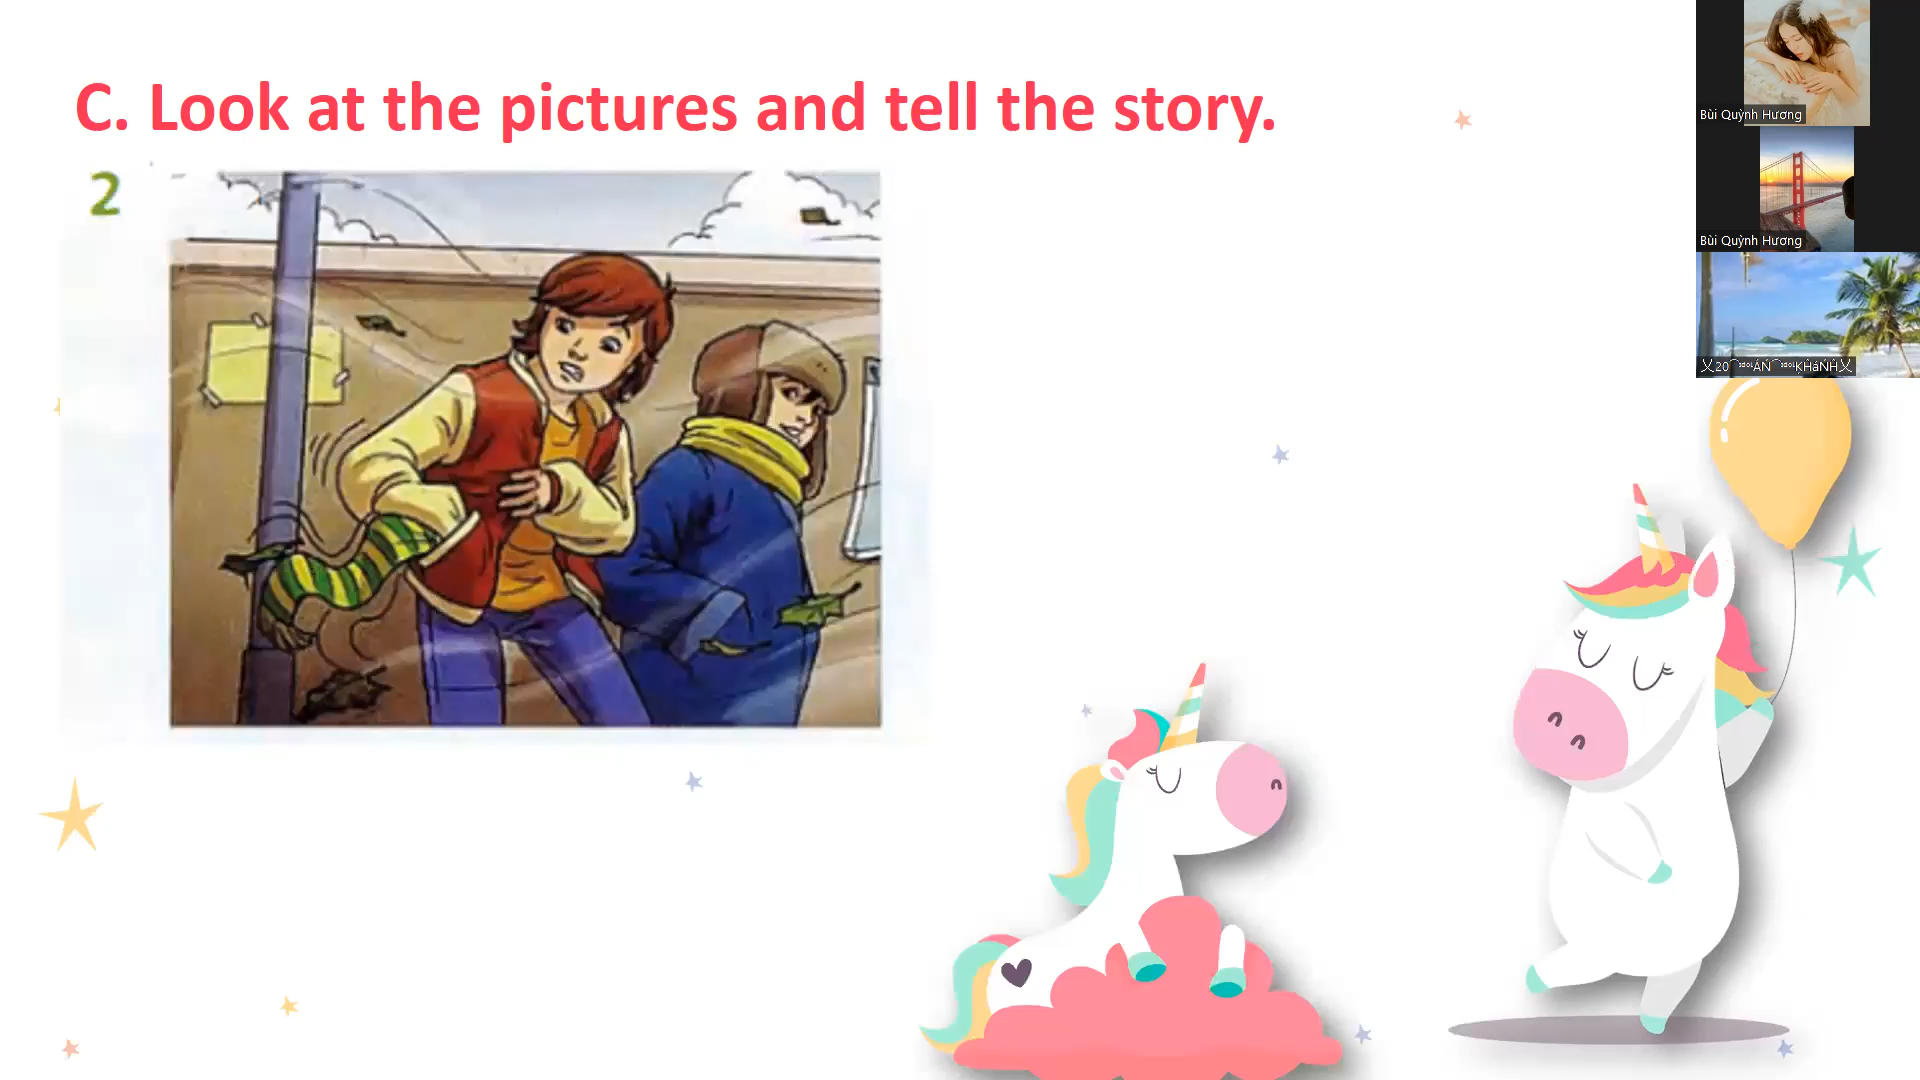 C. Look at the pictures and tell the story.
2
Bùi Quỳnh Hương
Bùi Quỳnh Hương